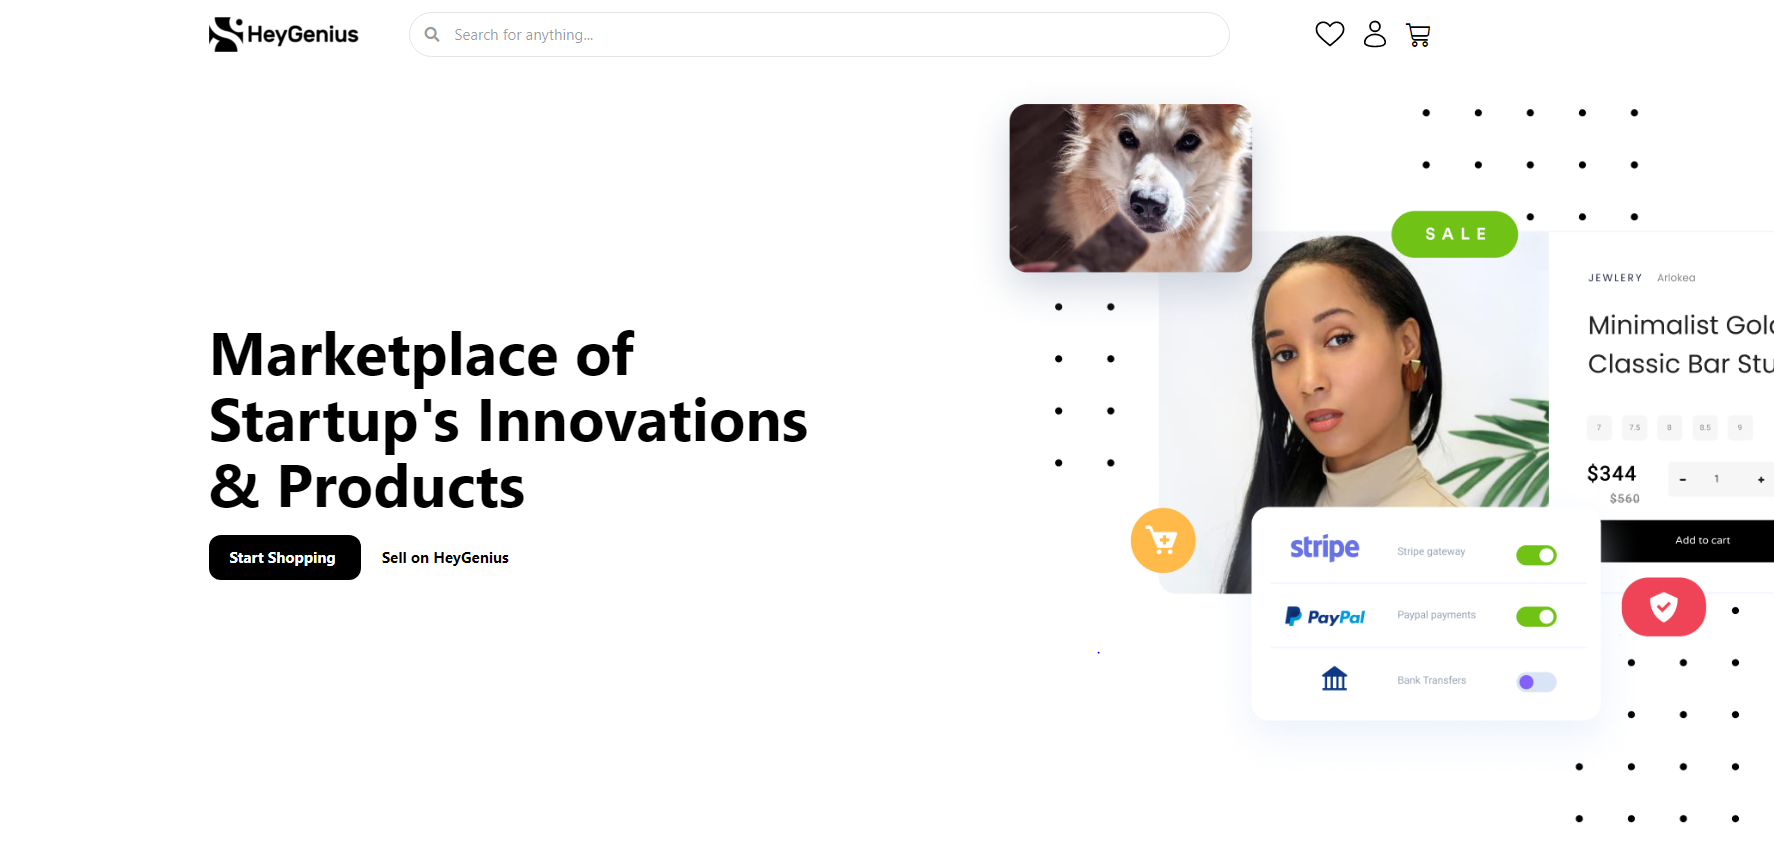 HeyGenius
Search for anything...
SALE
JEWLERY Arlokea
Minimalist Gol
Classic Bar Stu
7 7.5 8 8.5 9
$344
- 1 +
$560
Marketplace of
Startup's Innovations
& Products
Start Shopping
Sell on HeyGenius
stripe
Stripe gateway
Add to cart
PayPal
Paypal payments
Bank Transfers